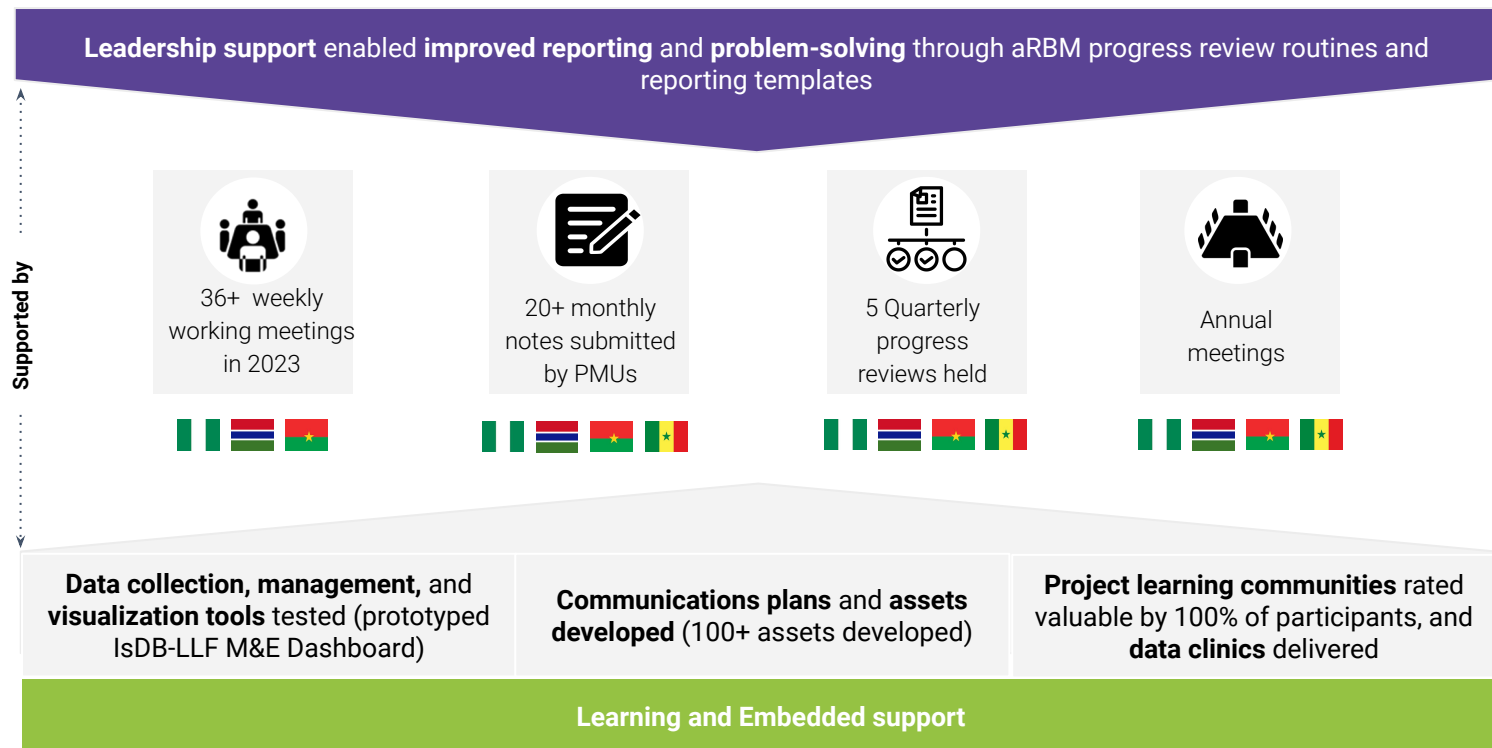 Leadership support enabled improved reporting and problem-solving through aRBM progress review routines and
reporting templates
Supported by
36+ weekly
working meetings
in 2023
20+ monthly
notes submitted
by PMUs
5 Quarterly
progress
reviews held
Annual
meetings
Data collection, management, and
visualization tools tested (prototyped
IsDB-LLF M&E Dashboard)
Communications plans and assets
developed (100+ assets developed)
Project learning communities rated
valuable by 100% of participants, and
data clinics delivered
Learning and Embedded support